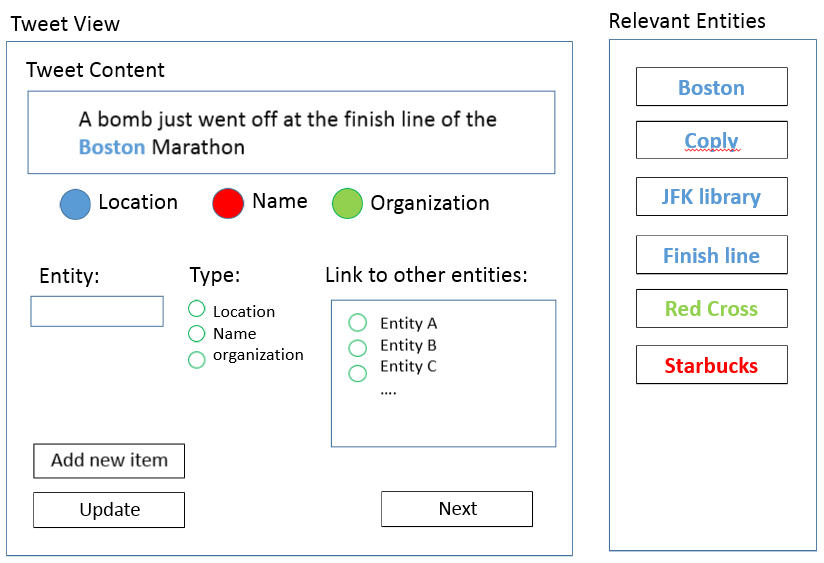 Tweet View
Tweet Content
A bomb just went off at the finish line of the
Boston Marathon
Location
Name
Organization
Entity:
Type:
Location
Name
organization
Link to other entities:
Entity A
Entity B
Entity C
....
Add new item
Update
Next
Relevant Entities
Boston
Coply
JFK library
Finish line
Red Cross
Starbucks